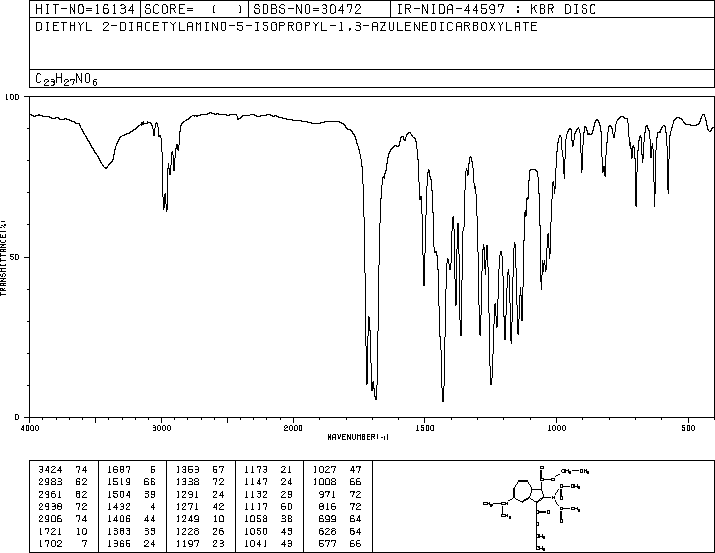 HIT-NO=16134 SCORE= ( ) SDBS-NO=30472 IR-NIDA-44597 : KBR DISC
DIETHYL 2-DIACETYLAMINO-5-ISOPROPYL-1,3-AZULENEDICARBOXYLATE
C23H27NO6
100
TRANSMITTANCE(%)
50
0
4000 3000 2000 1500 1000 500
WAVENUMBER(-1)
3424 74 1687 6 1363 67 1173 21 1027 47
2983 62 1519 66 1338 72 1147 24 1008 66
2961 62 1504 39 1291 24 1132 29 971 72
2938 72 1432 4 1271 42 1117 60 816 72
2906 74 1406 44 1249 10 1058 38 699 64
1721 10 1383 39 1228 26 1050 49 628 64
1702 7 1366 24 1197 23 1041 43 577 66